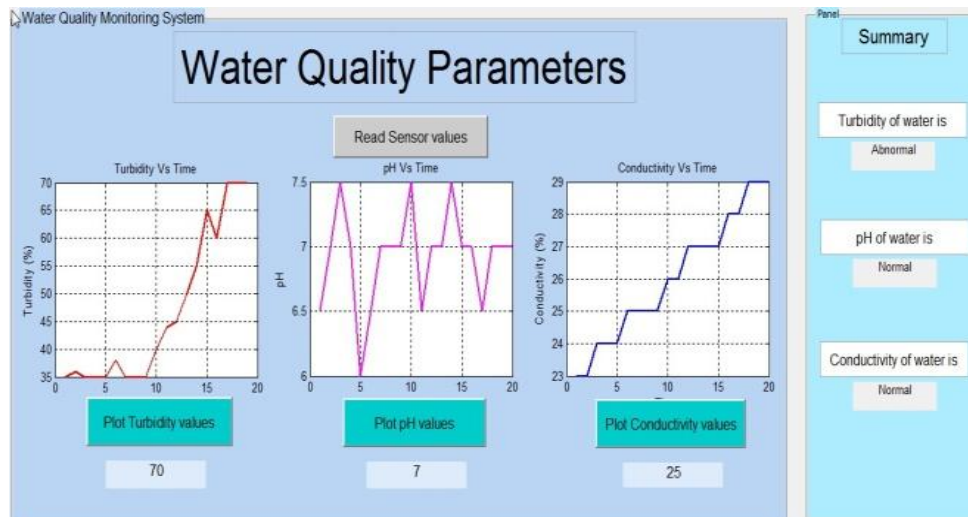 Water Quality Monitoring System
Water Quality Parameters
Read Sensor values
Turbidity Vs Time
pH Vs Time
Conductivity Vs Time
Turbidity (%)
70
65
60
55
50
45
40
35
0 5 10 15 20
pH
7.5
7
6.5
6
0 5 10 15 20
Conductivity (%)
29
28
27
26
25
24
23
0 5 10 15 20
Plot Turbidity values
Plot pH values
Plot Conductivity values
70
7
25
Panel
Summary
Turbidity of water is
Abnormal
pH of water is
Normal
Conductivity of water is
Normal